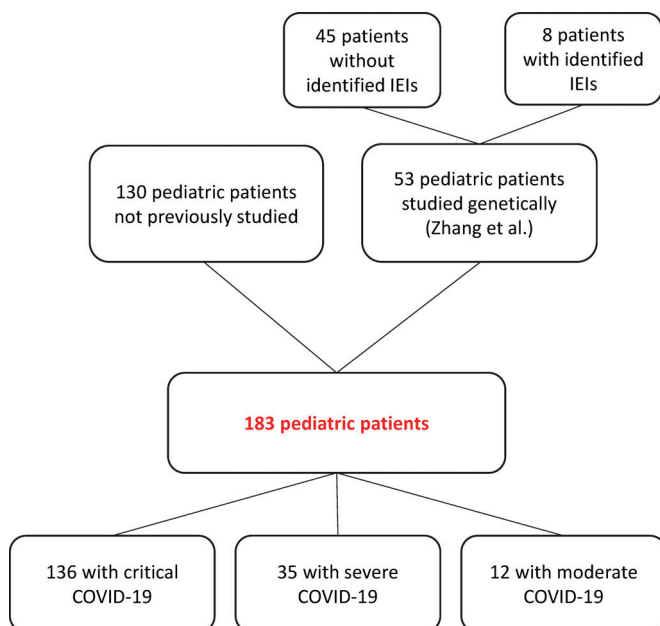 45 patients
without
identified IEIs
8 patients
with identified
IEIs
130 pediatric patients
not previously studied
53 pediatric patients
studied genetically
(Zhang et al.)
183 pediatric patients
136 with critical
COVID-19
35 with severe
COVID-19
12 with moderate
COVID-19